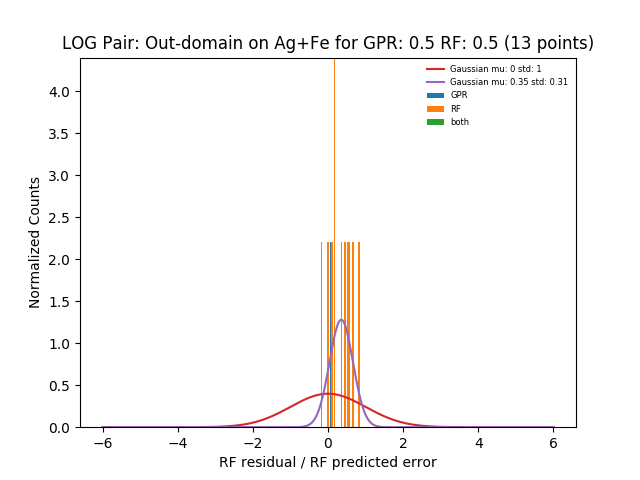 LOG Pair: Out-domain on Ag+Fe for GPR: 0.5 RF: 0.5 (13 points)
Gaussian mu: 0 std: 1
Gaussian mu: 0.35 std: 0.31
GPR
RF
both
Normalized Counts
4.0
3.5
3.0
2.5
2.0
1.5
1.0
0.5
0.0
−6 −4 −2 0 2 4 6
RF residual / RF predicted error